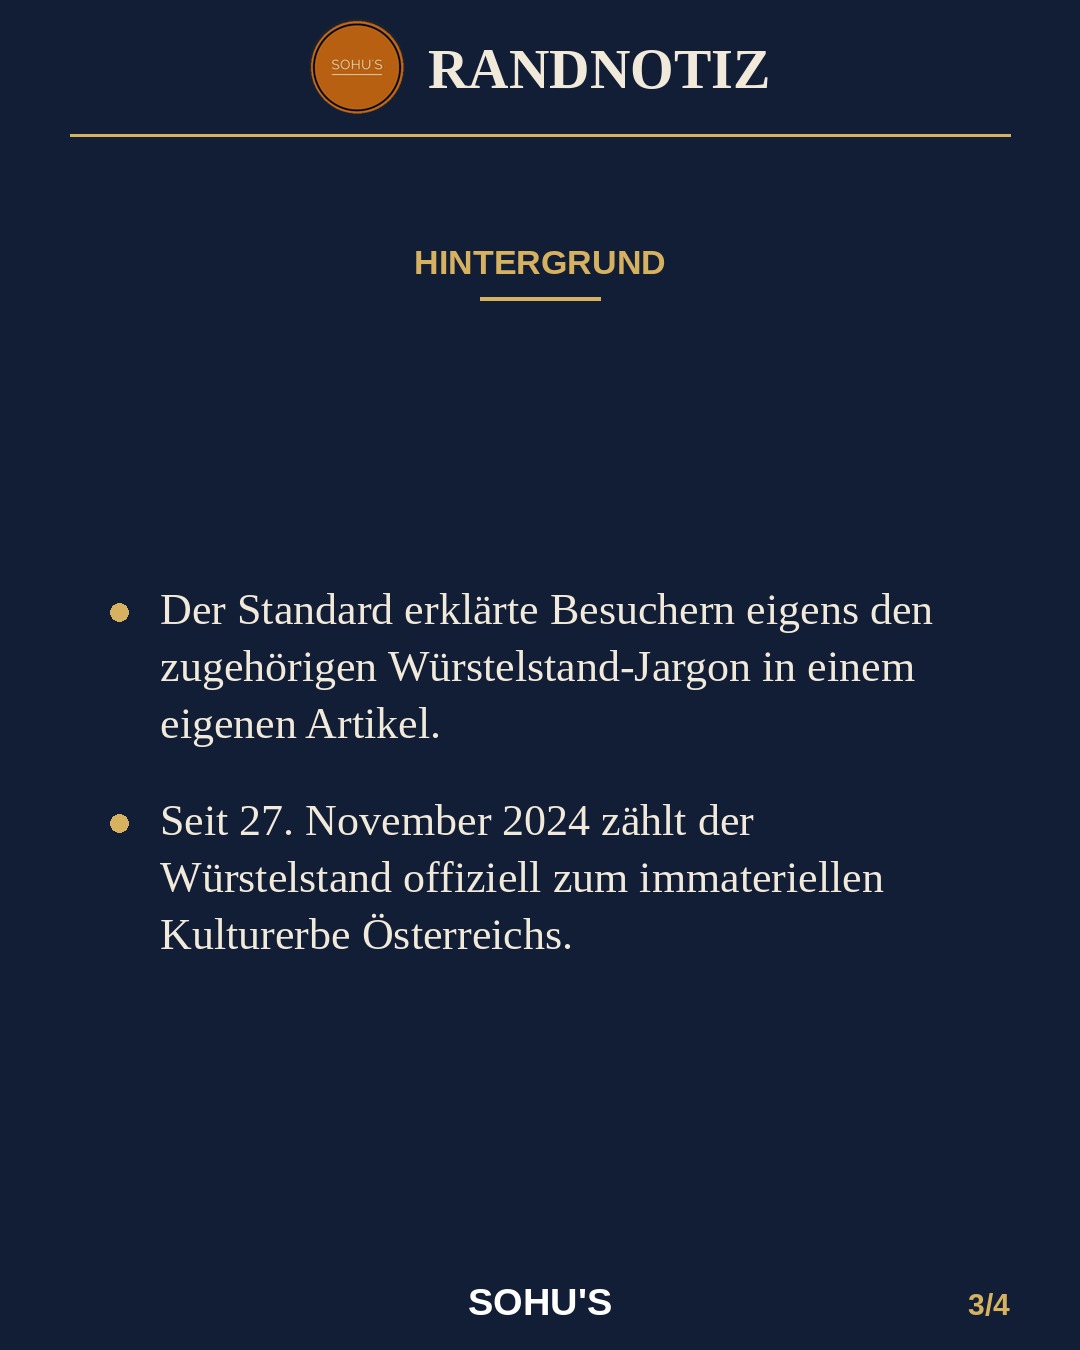 SOHU'S
RANDNOTIZ
HINTERGRUND
Der Standard erklärte Besuchern eigens den
zugehörigen Würstelstand-Jargon in einem
eigenen Artikel.
Seit 27. November 2024 zählt der
Würstelstand offiziell zum immateriellen
Kulturerbe Österreichs.
SOHU'S
3/4